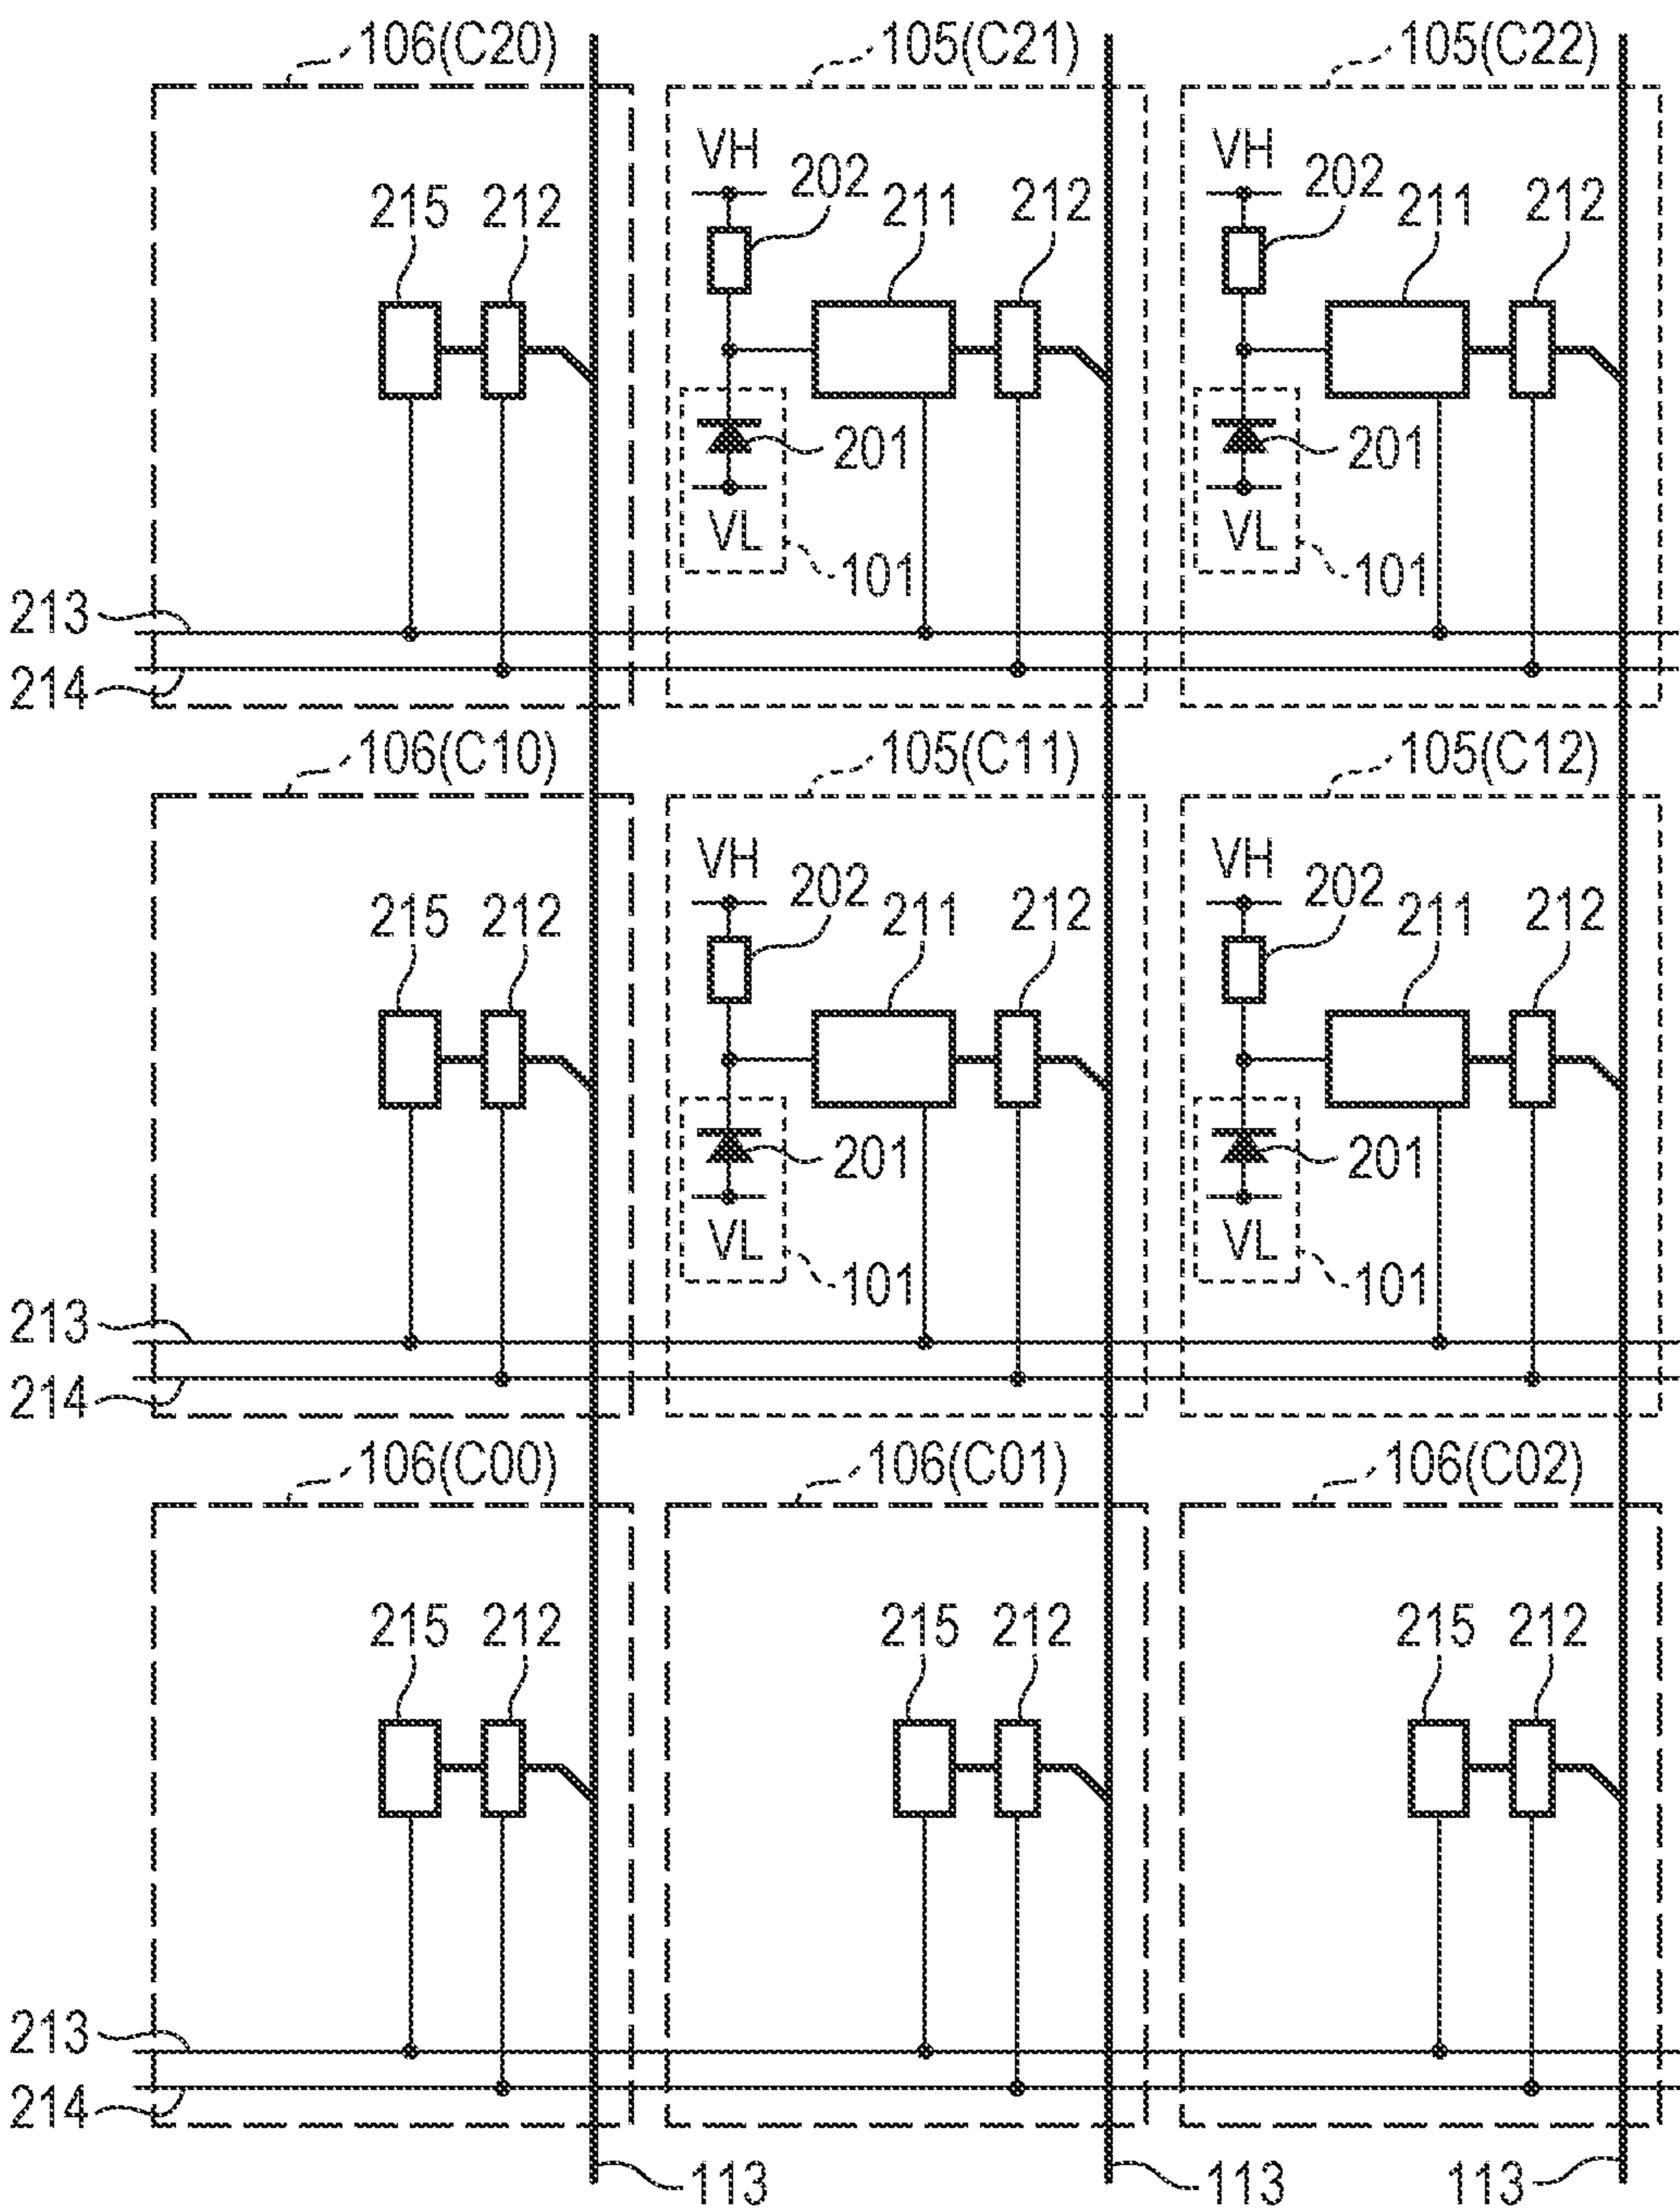 106(C20) 105(C21) 105(C22)
VH VH
202 202
215 212 211 212 211 212
201 201
VL VL
101 101
213
214
106(C10) 105(C11) 105(C12)
VH VH
202 202
215 212 211 212 211 212
201 201
VL VL
101 101
213
214
106(C00) 106(C01) 106(C02)
215 212 215 212 215 212
213
214
113 113 113